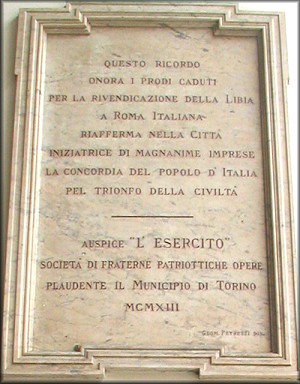 QUESTO RICORDO
ONORA I PRODI CADUTI
PER LA RIVENDICAZIONE DELLA LIBIA
A ROMA ITALIANA
RIAFFERMA NELLA CITTÀ
INIZIATRICE DI MAGNANIME IMPRESE
LA CONCORDIA DEL POPOLO D'ITALIA
PEL TRIONFO DELLA CIVILTÀ
AUSPICE "L'ESERCITO"
SOCIETÀ DI FRATERNE PATRIOTTICHE OPERE
PLAUDENTE IL MUNICIPIO DI TORINO
MCMXIII